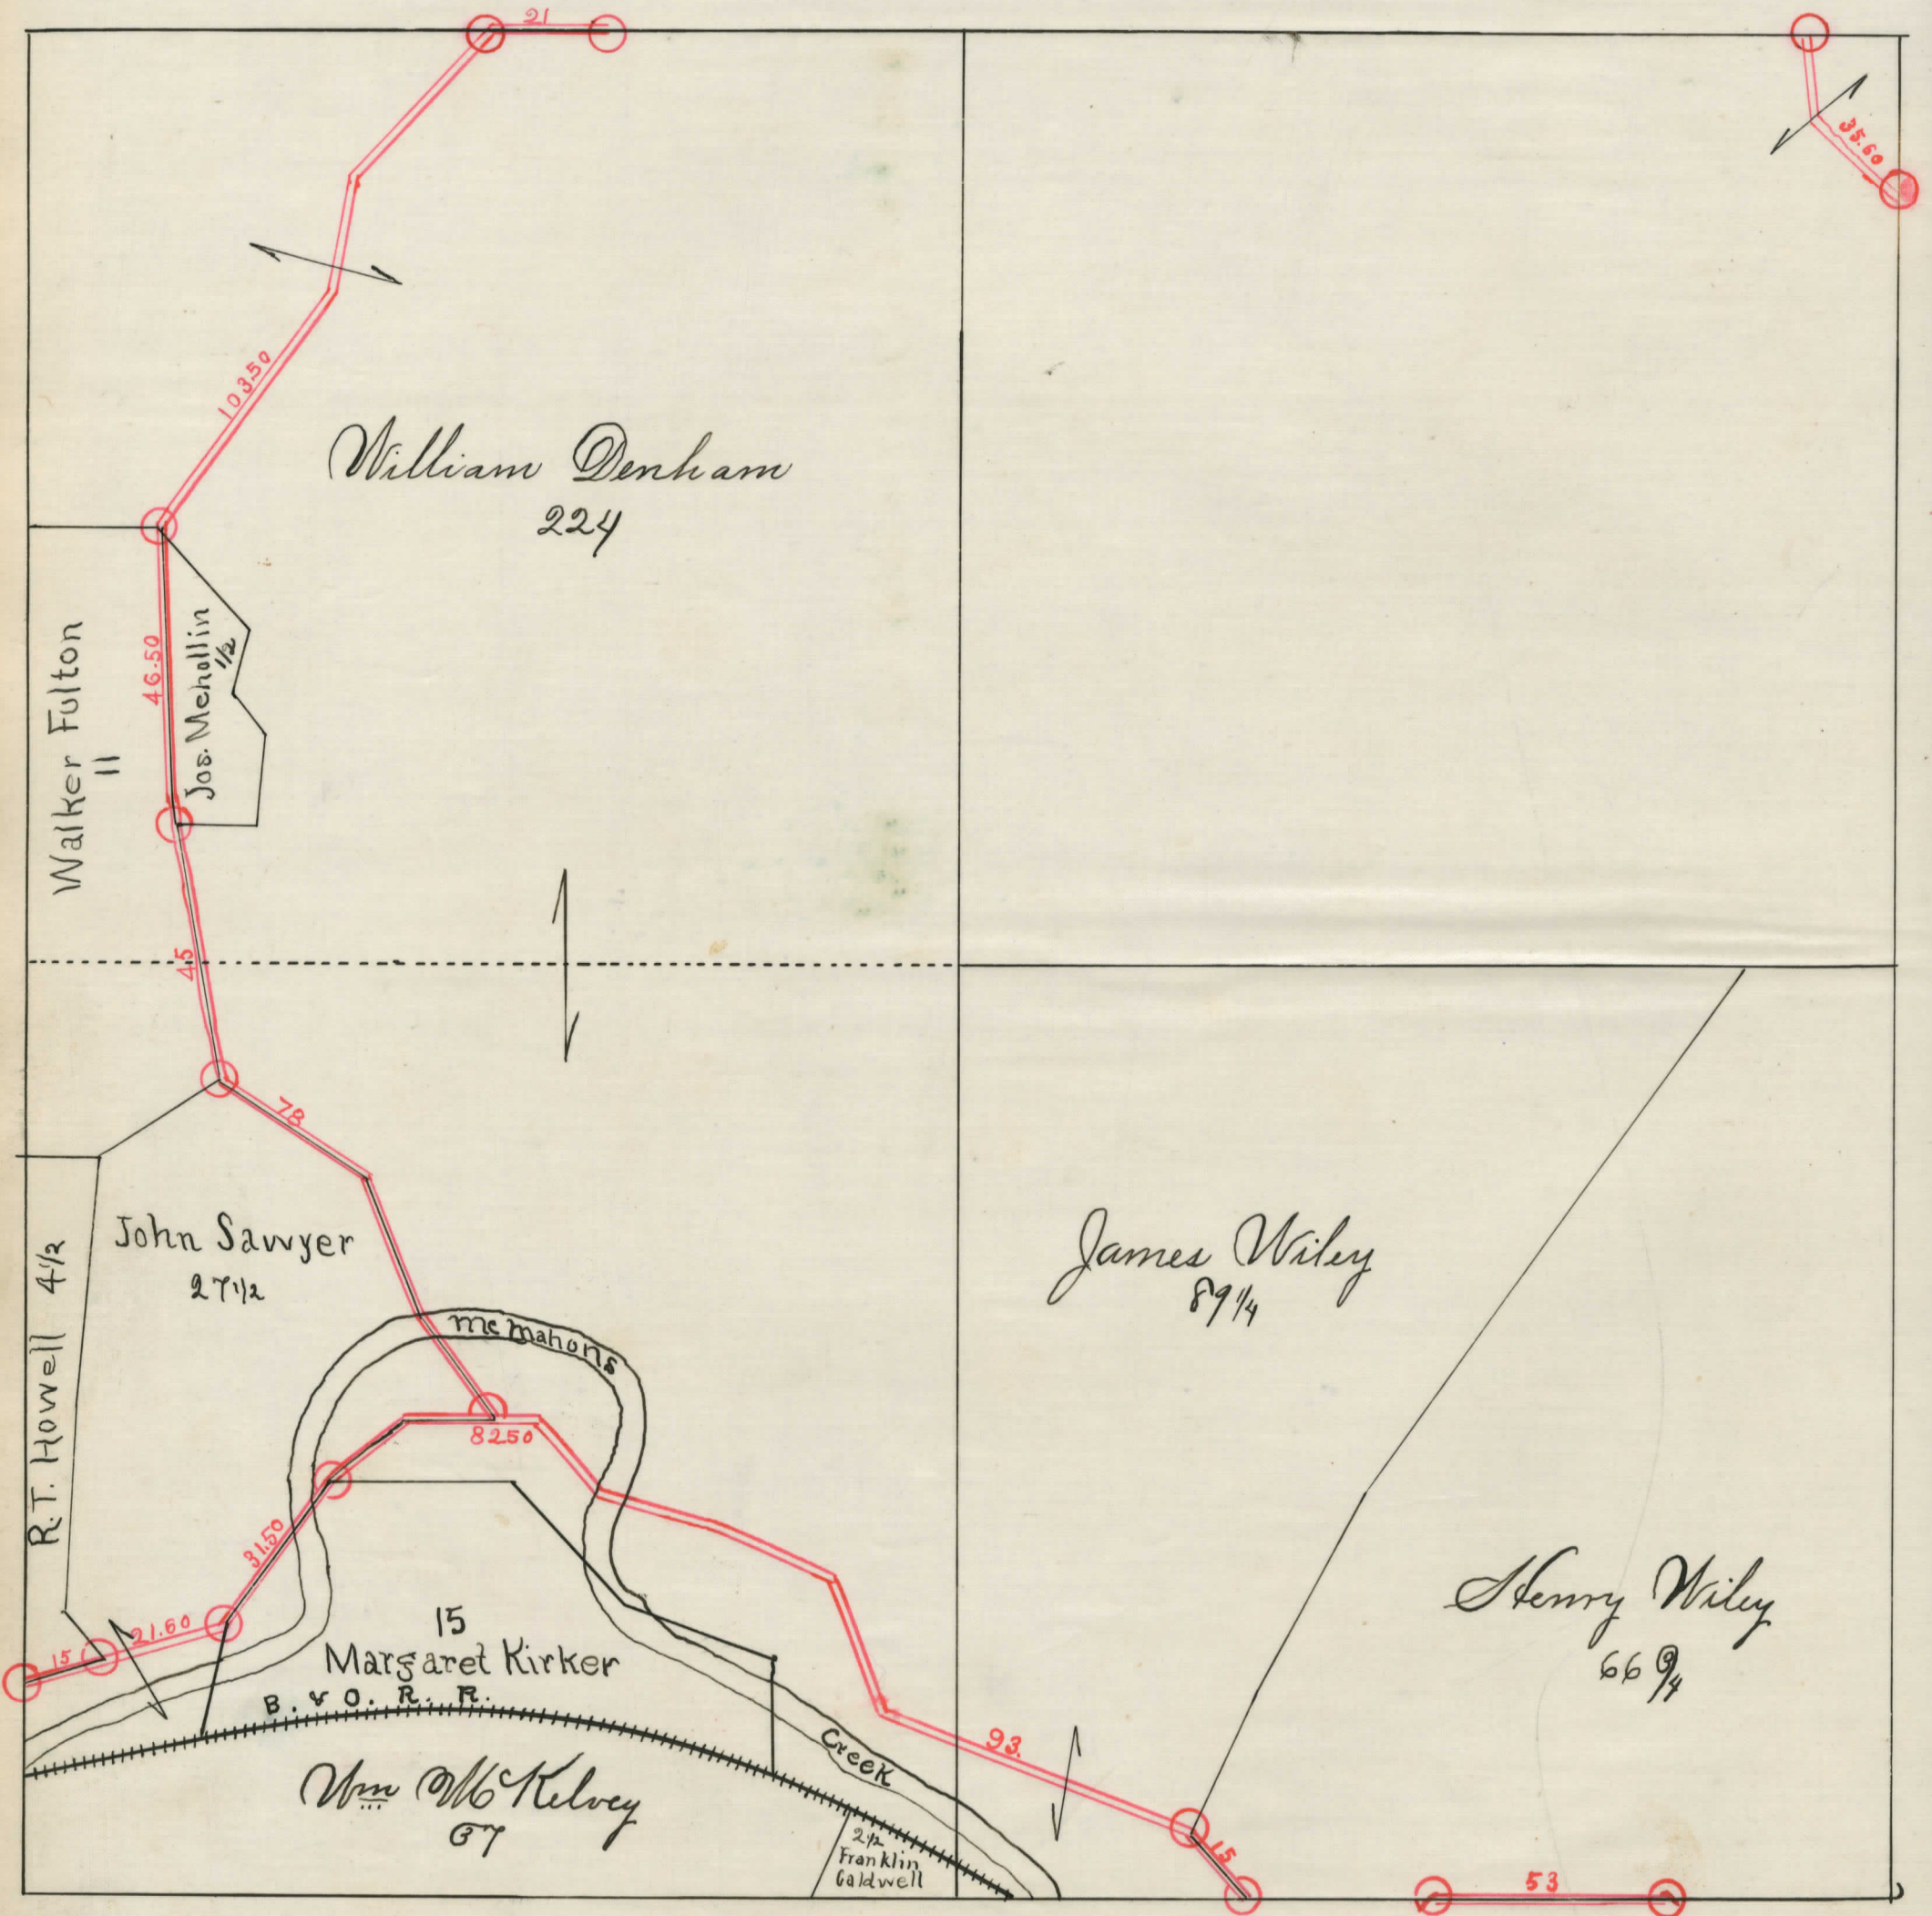 21
35.60
103.50
William Denham
224
Walker Fulton
11
46.50
Jos. Mehollin
1/2
45
78
John Sawyer
27 1/2
R.T. Howell 4 1/2
McMahons
James Wiley
89 1/4
82 50
31.50
Henry Wiley
66 3/4
15
21.60
15
Margaret Kirker
B. & O. R. R.
93.
Creek
Wm McKelvey
67
2 1/2
Franklin
Caldwell
15
53